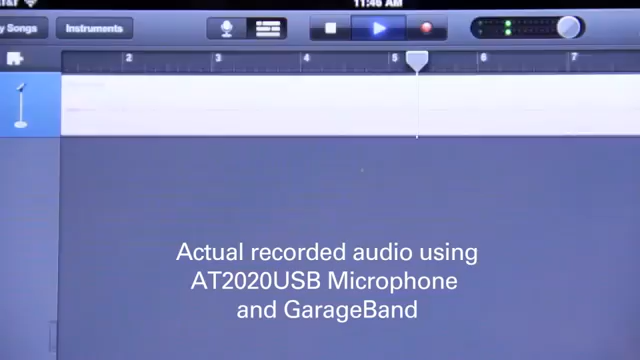 11:46 AM
y Songs
Instruments
2 3 4 5 6 7
Actual recorded audio using
AT2020USB Microphone
and GarageBand